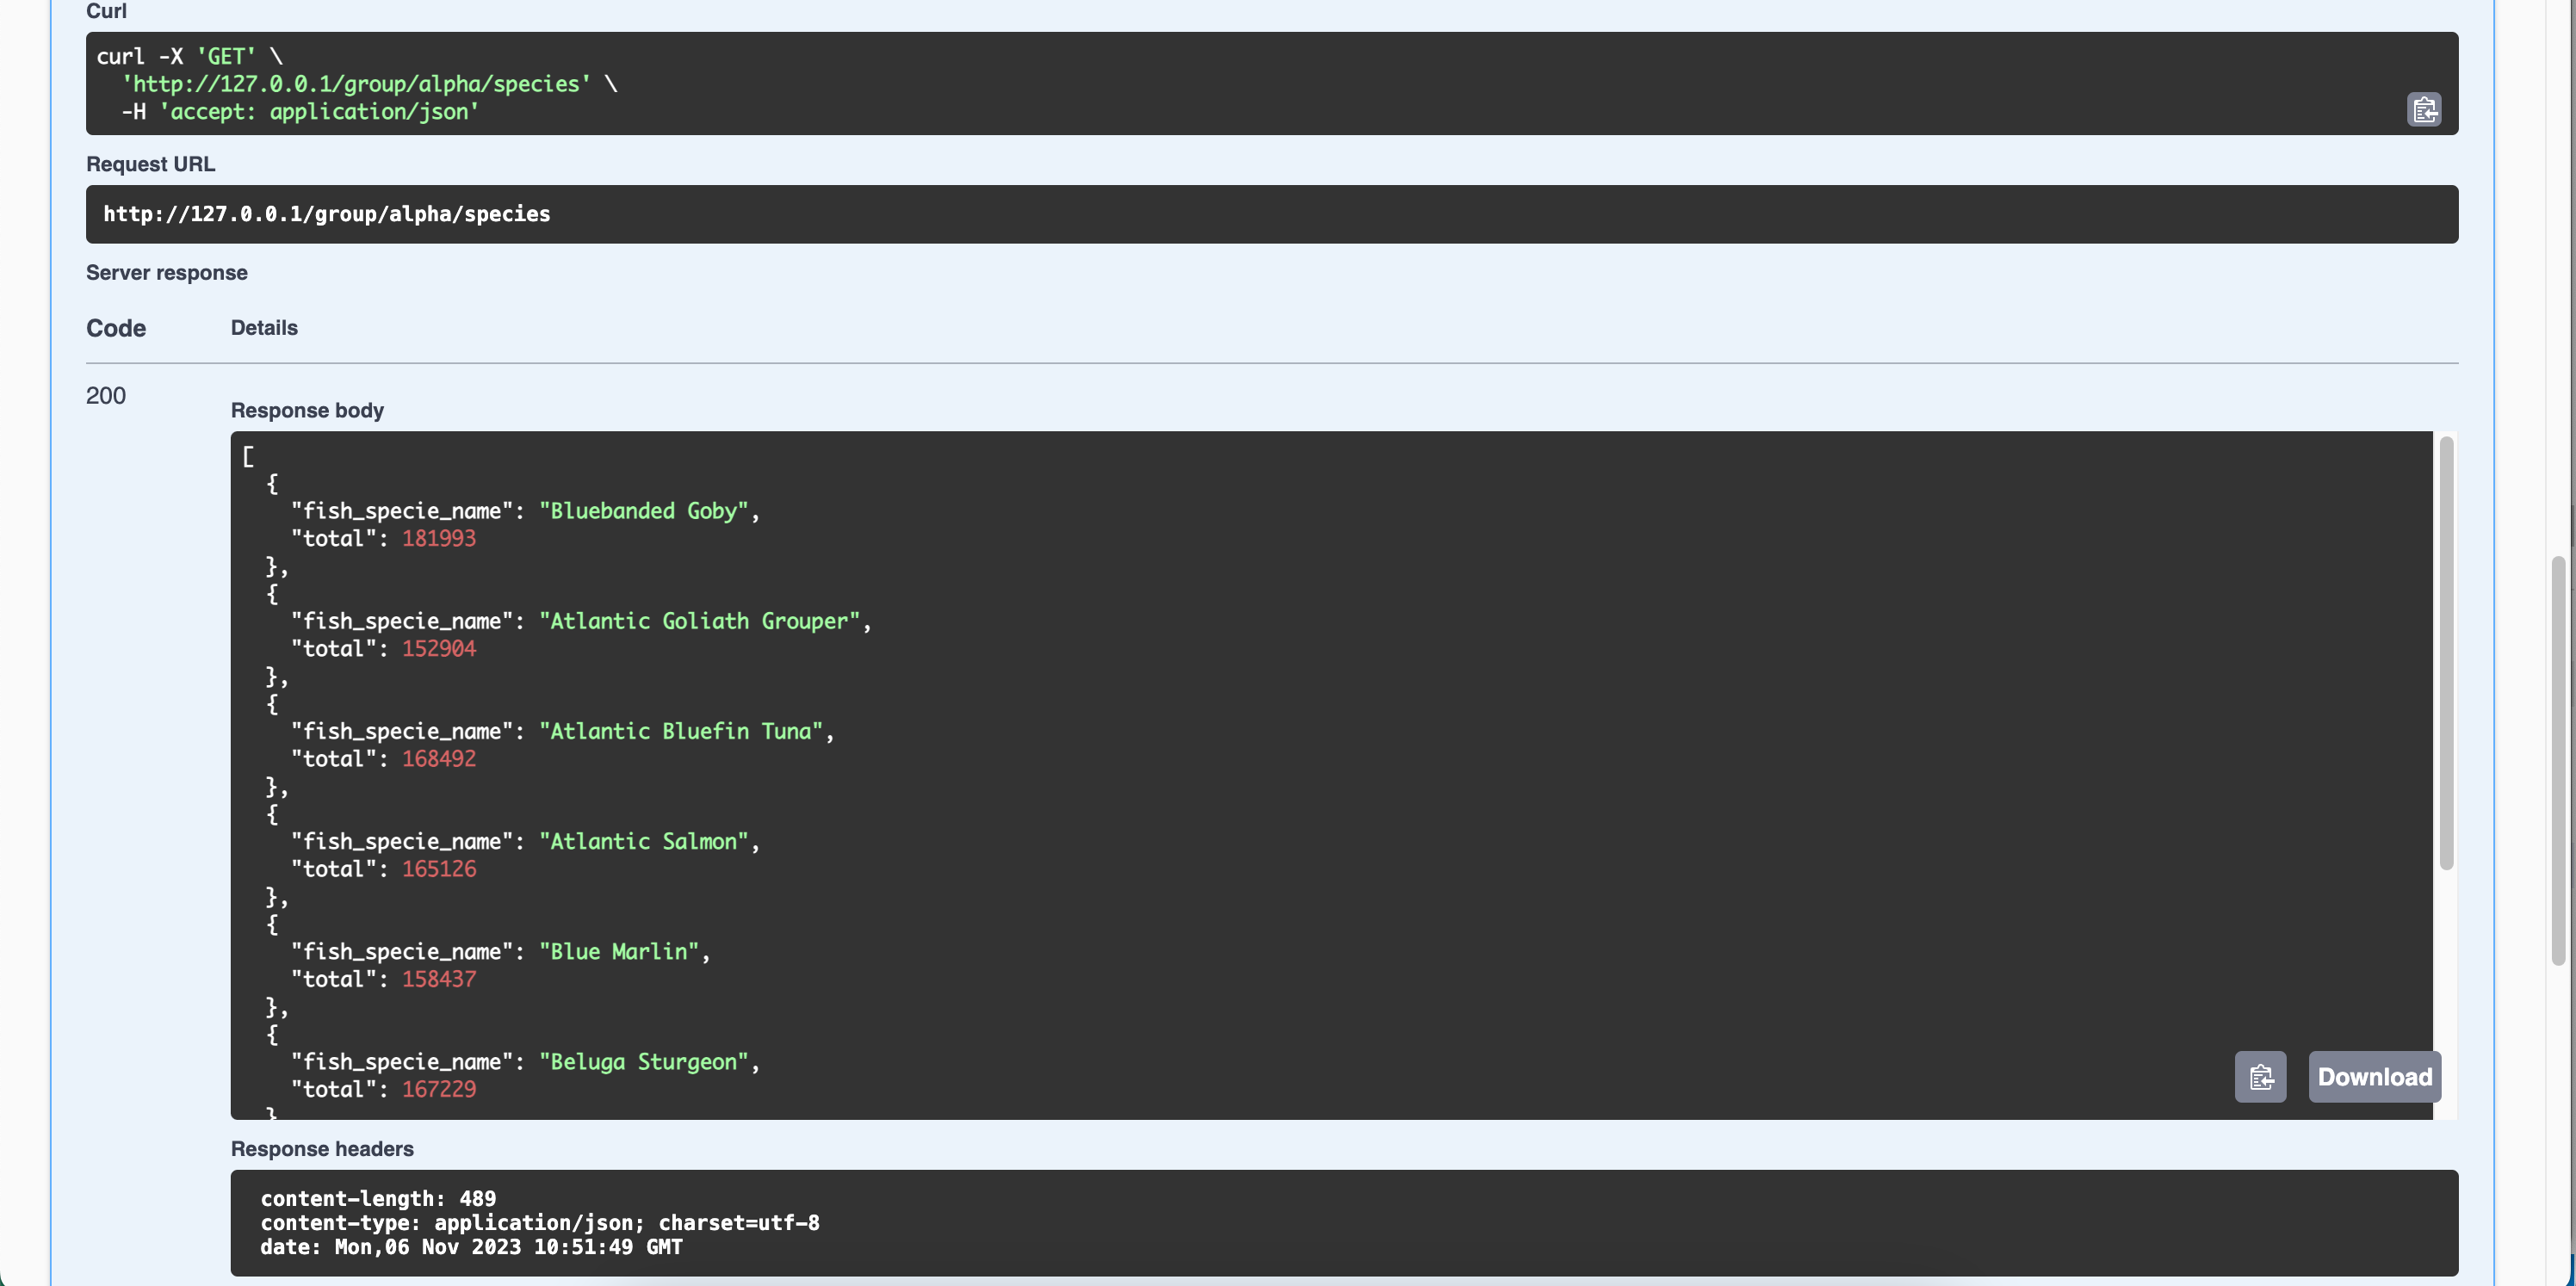 Curl
curl -X 'GET' \
  'http://127.0.0.1/group/alpha/species' \
  -H 'accept: application/json'
Request URL
http://127.0.0.1/group/alpha/species
Server response
Code Details
200
Response body
[
  {
    "fish_specie_name": "Bluebanded Goby",
    "total": 181993
  },
  {
    "fish_specie_name": "Atlantic Goliath Grouper",
    "total": 152904
  },
  {
    "fish_specie_name": "Atlantic Bluefin Tuna",
    "total": 168492
  },
  {
    "fish_specie_name": "Atlantic Salmon",
    "total": 165126
  },
  {
    "fish_specie_name": "Blue Marlin",
    "total": 158437
  },
  {
    "fish_specie_name": "Beluga Sturgeon",
    "total": 167229
  }
Download
Response headers
content-length: 489
content-type: application/json; charset=utf-8
date: Mon,06 Nov 2023 10:51:49 GMT